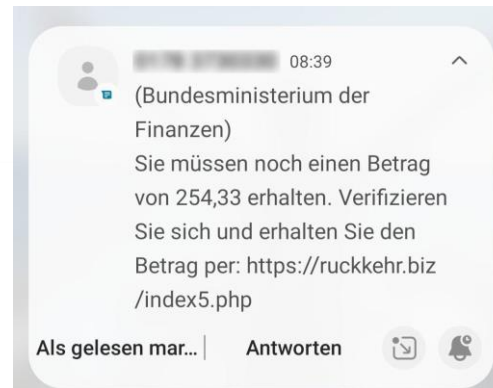 08:39
(Bundesministerium der
Finanzen)
Sie müssen noch einen Betrag
von 254,33 erhalten. Verifizieren
Sie sich und erhalten Sie den
Betrag per: https://ruckkehr.biz
/index5.php
Als gelesen mar... Antworten